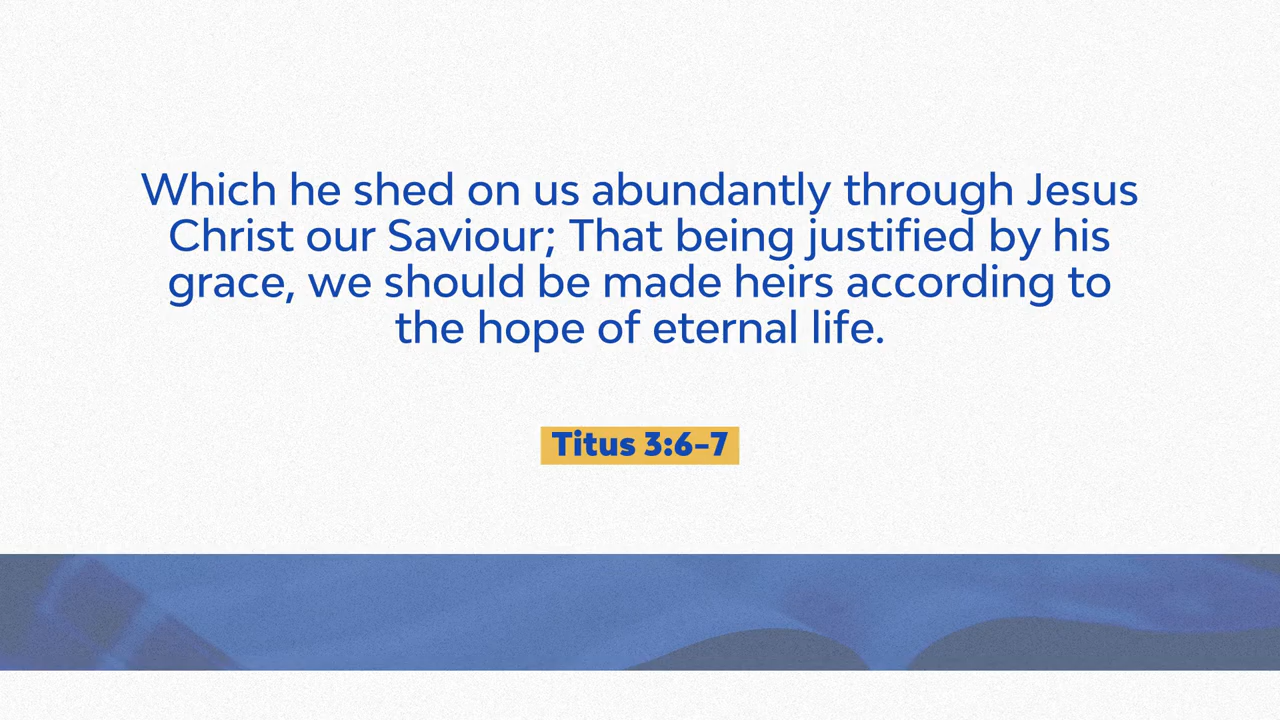 Which he shed on us abundantly through Jesus
Christ our Saviour; That being justified by his
grace, we should be made heirs according to
the hope of eternal life.
Titus 3:6-7